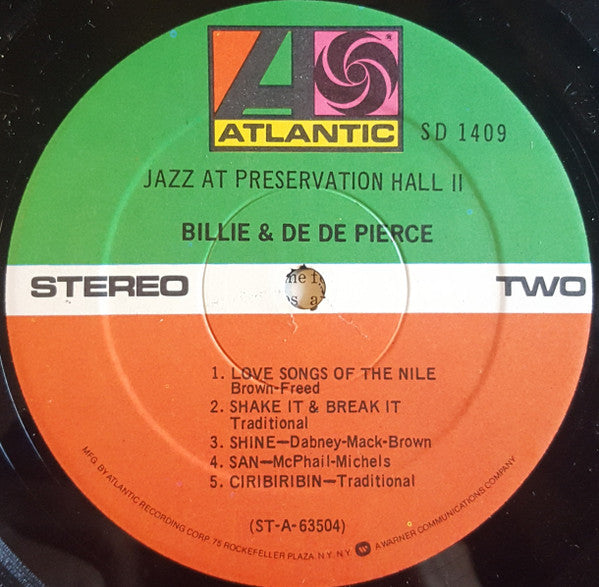 ATLANTIC
SD 1409
JAZZ AT PRESERVATION HALL II
BILLIE & DE DE PIERCE
STEREO
TWO
1. LOVE SONGS OF THE NILE
Brown-Freed
2. SHAKE IT & BREAK IT
Traditional
3. SHINE—Dabney-Mack-Brown
4. SAN—McPhail-Michels
5. CIRIBIRIBIN—Traditional
(ST-A-63504)
MFG. BY ATLANTIC RECORDING CORP. 75 ROCKEFELLER PLAZA, N.Y. N.Y. A WARNER COMMUNICATIONS COMPANY